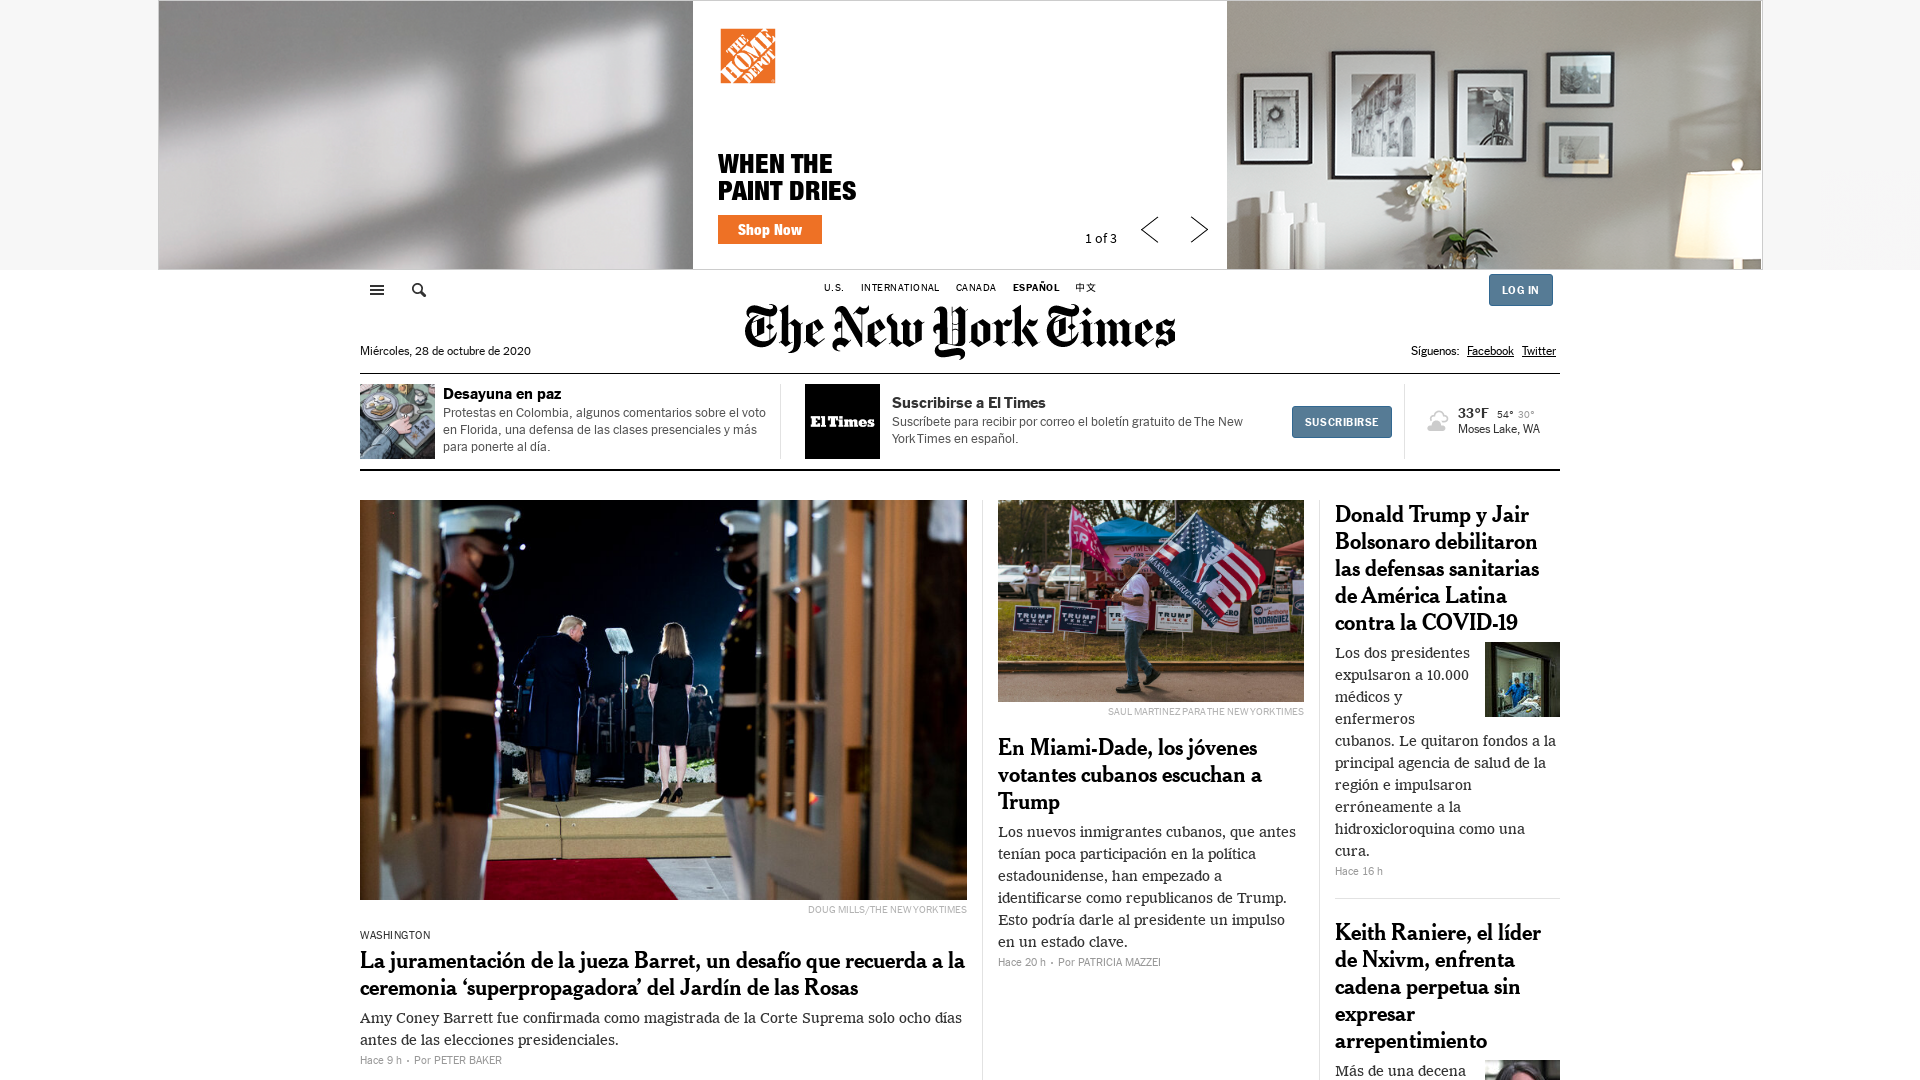 THE HOME DEPOT
WHEN THE
PAINT DRIES
Shop Now
1 of 3
U.S. INTERNATIONAL CANADA ESPAÑOL 中文
LOG IN
The New York Times
Miércoles, 28 de octubre de 2020
Síguenos: Facebook Twitter
Desayuna en paz
Protestas en Colombia, algunos comentarios sobre el voto
en Florida, una defensa de las clases presenciales y más
para ponerte al día.
El Times
Suscribirse a El Times
Suscríbete para recibir por correo el boletín gratuito de The New
York Times en español.
SUSCRIBIRSE
33°F 54° 30°
Moses Lake, WA
DOUG MILLS/THE NEW YORK TIMES
WASHINGTON
La juramentación de la jueza Barret, un desafío que recuerda a la
ceremonia ‘superpropagadora’ del Jardín de las Rosas
Amy Coney Barrett fue confirmada como magistrada de la Corte Suprema solo ocho días
antes de las elecciones presidenciales.
Hace 9 h • Por PETER BAKER
WOMEN
TRUMP
PENCE
TRUMP
PENCE
TRUMP
PENCE
RODRIGUEZ
SAUL MARTINEZ PARA THE NEW YORK TIMES
En Miami-Dade, los jóvenes
votantes cubanos escuchan a
Trump
Los nuevos inmigrantes cubanos, que antes
tenían poca participación en la política
estadounidense, han empezado a
identificarse como republicanos de Trump.
Esto podría darle al presidente un impulso
en un estado clave.
Hace 20 h • Por PATRICIA MAZZEI
Donald Trump y Jair
Bolsonaro debilitaron
las defensas sanitarias
de América Latina
contra la COVID-19
Los dos presidentes
expulsaron a 10.000
médicos y
enfermeros
cubanos. Le quitaron fondos a la
principal agencia de salud de la
región e impulsaron
erróneamente a la
hidroxicloroquina como una
cura.
Hace 16 h
Keith Raniere, el líder
de Nxivm, enfrenta
cadena perpetua sin
expresar
arrepentimiento
Más de una decena